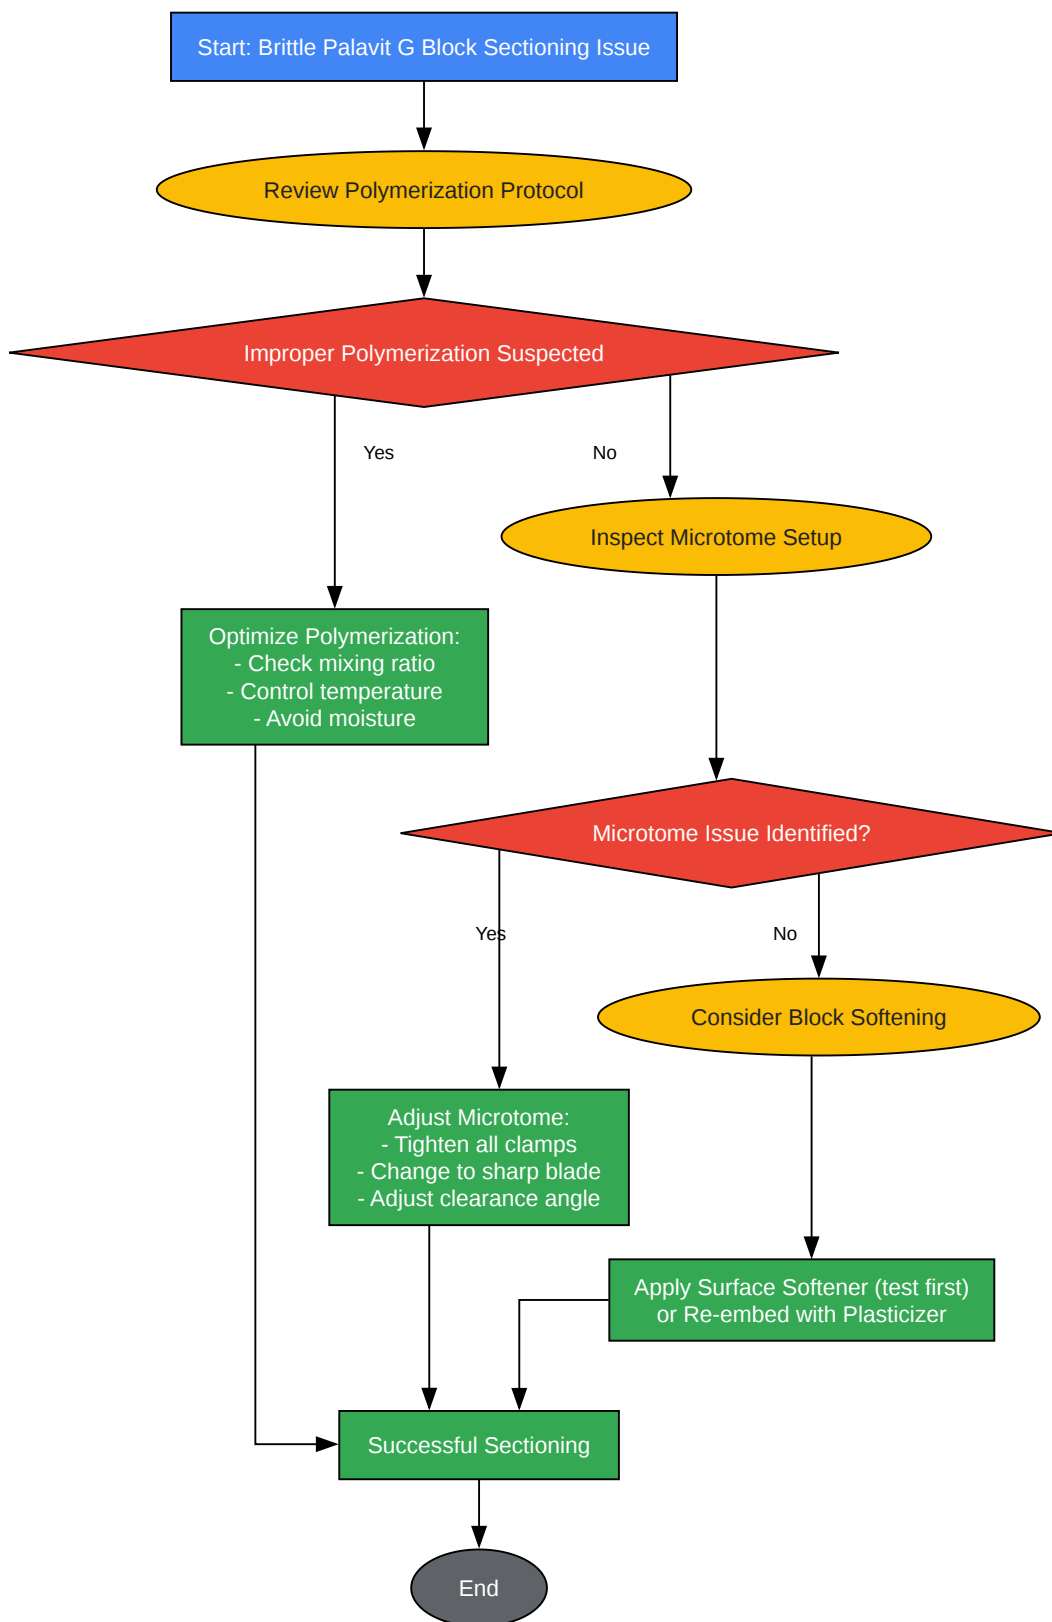 Start: Brittle Palavit G Block Sectioning Issue
Review Polymerization Protocol
Improper Polymerization Suspected
Yes
No
Inspect Microtome Setup
Optimize Polymerization:
- Check mixing ratio
- Control temperature
- Avoid moisture
Microtome Issue Identified?
Yes
No
Consider Block Softening
Adjust Microtome:
- Tighten all clamps
- Change to sharp blade
- Adjust clearance angle
Apply Surface Softener (test first)
or Re-embed with Plasticizer
Successful Sectioning
End